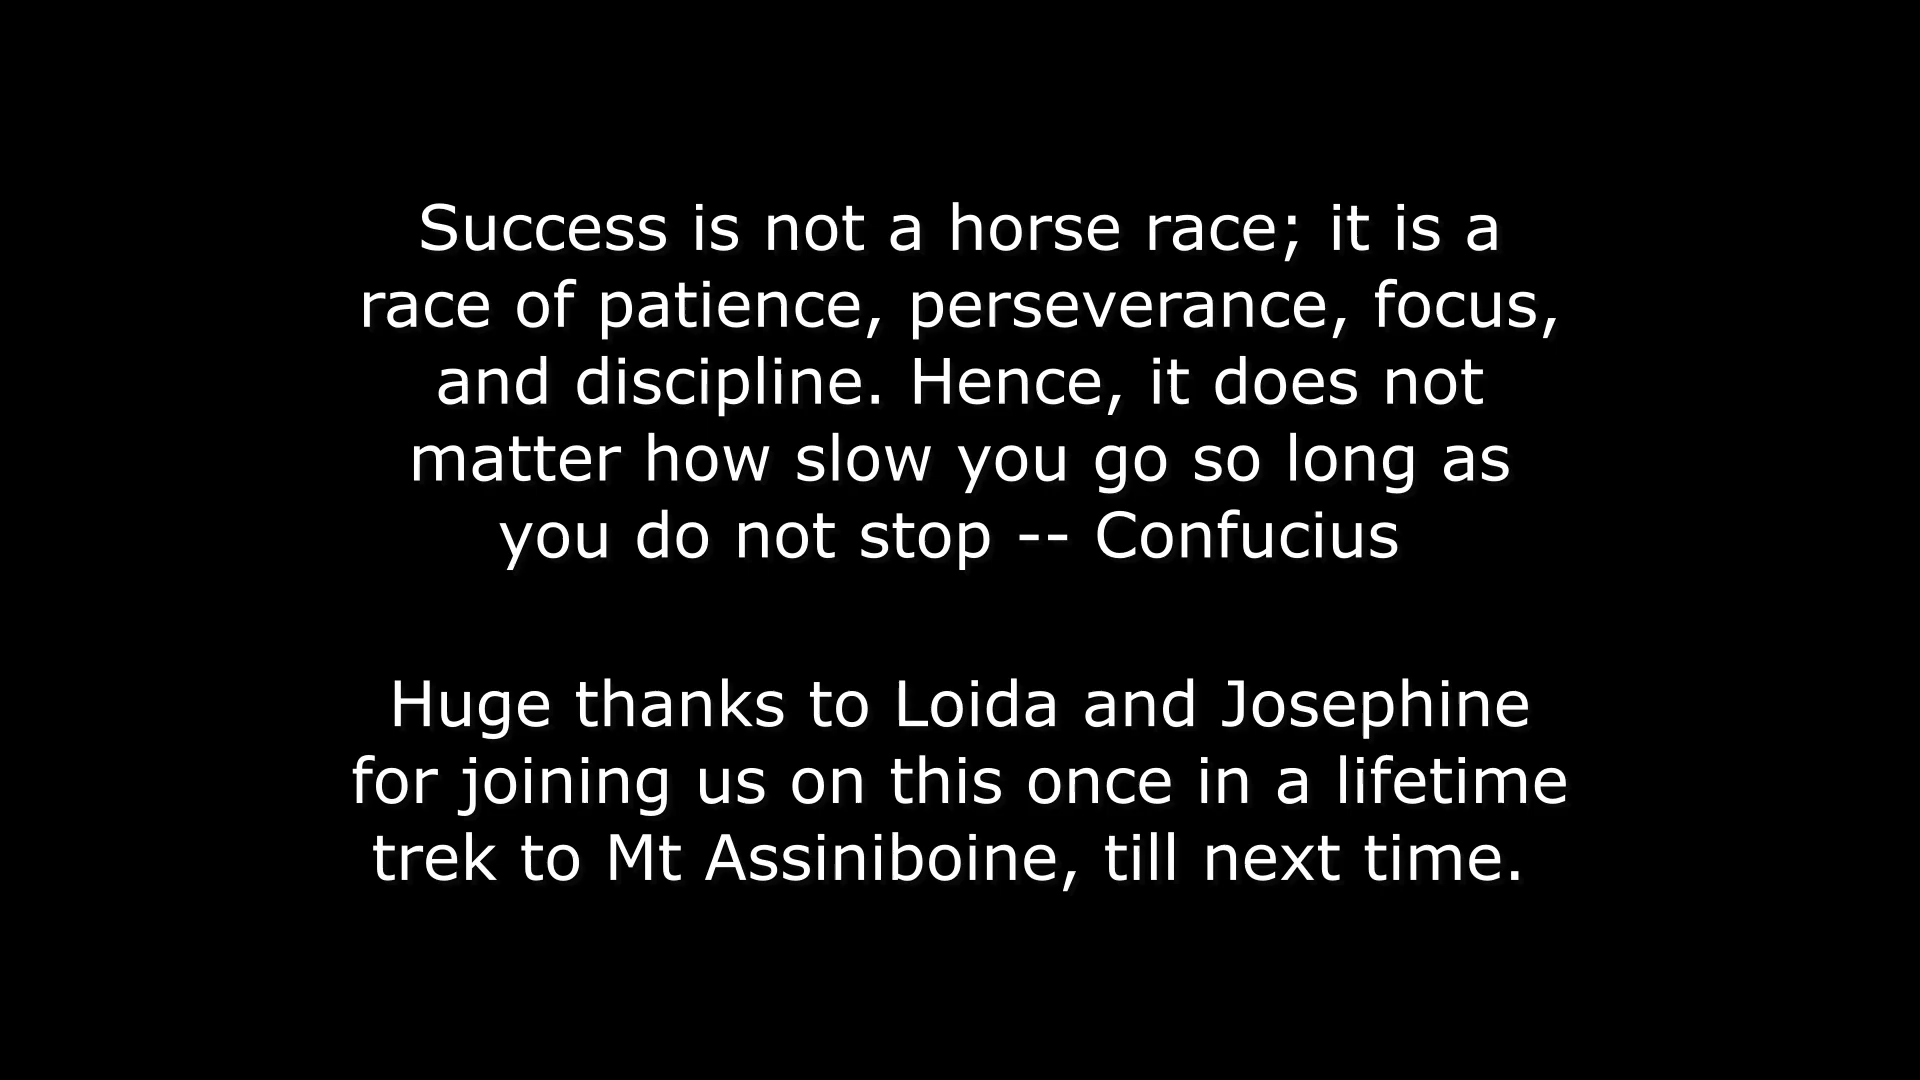 Success is not a horse race; it is a
race of patience, perseverance, focus,
and discipline. Hence, it does not
matter how slow you go so long as
you do not stop -- Confucius
Huge thanks to Loida and Josephine
for joining us on this once in a lifetime
trek to Mt Assiniboine, till next time.